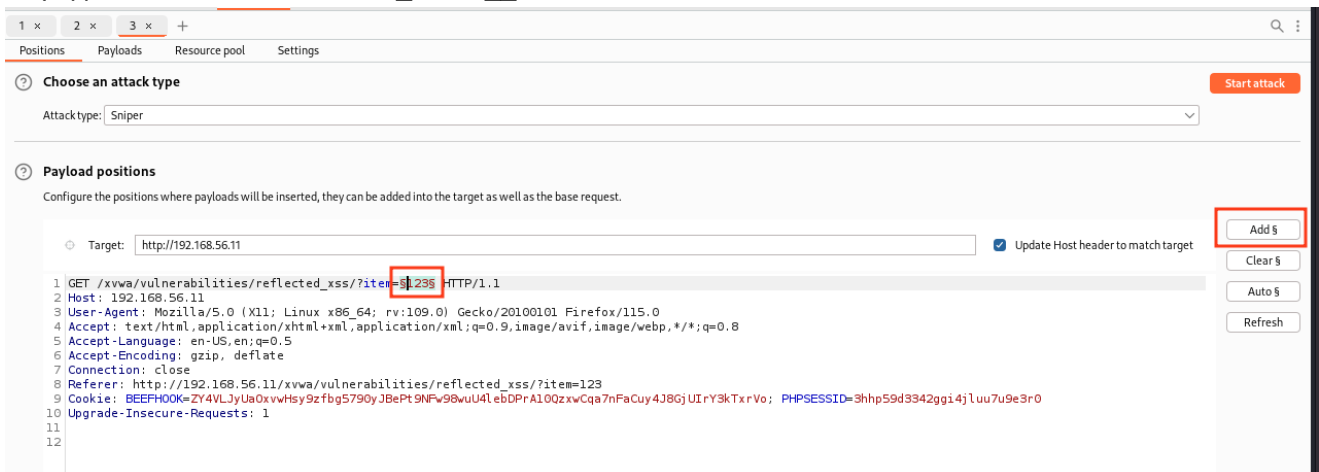 1 × 2 × 3 × +
Positions Payloads Resource pool Settings
? Choose an attack type
Start attack
Attack type: Sniper
? Payload positions
Configure the positions where payloads will be inserted, they can be added into the target as well as the base request.
Add §
Target: http://192.168.56.11
Update Host header to match target
Clear §
Auto §
Refresh
1 GET /xvwa/vulnerabilities/reflected_xss/?item=§123§ HTTP/1.1
2 Host: 192.168.56.11
3 User-Agent: Mozilla/5.0 (X11; Linux x86_64; rv:109.0) Gecko/20100101 Firefox/115.0
4 Accept: text/html,application/xhtml+xml,application/xml;q=0.9,image/avif,image/webp,*/*;q=0.8
5 Accept-Language: en-US,en;q=0.5
6 Accept-Encoding: gzip, deflate
7 Connection: close
8 Referer: http://192.168.56.11/xvwa/vulnerabilities/reflected_xss/?item=123
9 Cookie: BEEFHOOK=ZY4VLJyUaOxvwHsy9zfbg579OyJBePt9NFw98wuU4lebDPrAl0QzxwCqa7nFaCuy4J8GjUIrY3kTxrVo; PHPSESSID=3hhp59d3342ggi4jluu7u9e3r0
10 Upgrade-Insecure-Requests: 1
11
12